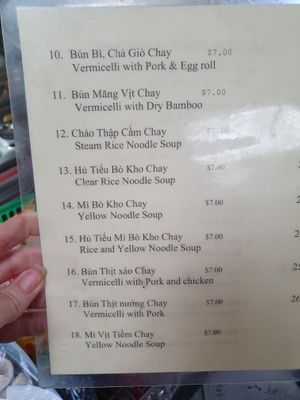 10. Bún Bì, Chả Giò Chay $7.00
Vermicelli with Pork & Egg roll
11. Bún Măng Vịt Chay $7.00
Vermicelli with Dry Bamboo
12. Cháo Thập Cẩm Chay $7.00
Steam Rice Noodle Soup
13. Hủ Tiếu Bò Kho Chay $7.00
Clear Rice Noodle Soup
14. Mì Bò Kho Chay $7.00
Yellow Noodle Soup
15. Hủ Tiếu Mì Bò Kho Chay $7.00
Rice and Yellow Noodle Soup
16. Bún Thịt xào Chay $7.00
Vermicelli with Pork and chicken
17. Bún Thịt nướng Chay $7.00
Vermicelli with Pork
18. Mì Vịt Tiềm Chay $7.00
Yellow Noodle Soup